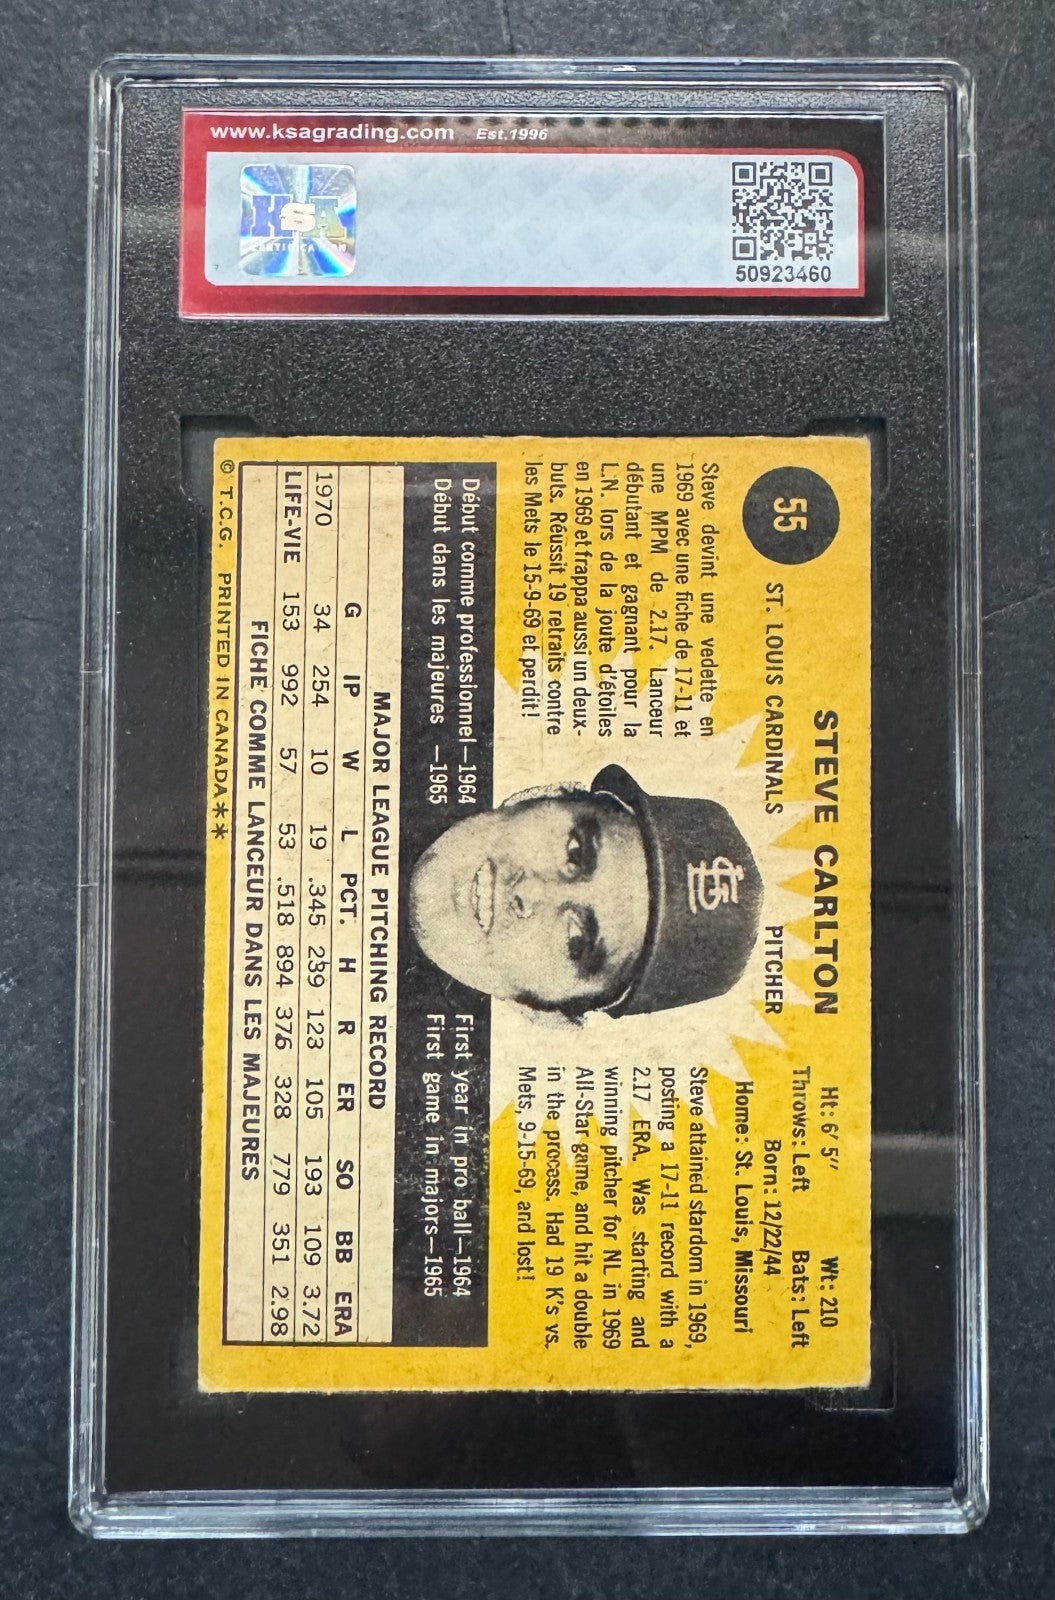 www.ksagrading.com Est.1996
KSA
CERTIFICATION
50923460
55
STEVE CARLTON
ST. LOUIS CARDINALS PITCHER
Ht: 6' 5" Wt: 210
Throws: Left Bats: Left
Born: 12/22/44
Home: St. Louis, Missouri
Steve devint une vedette en
1969 avec une fiche de 17-11 et
une MPM de 2.17. Lanceur
débutant et gagnant pour la
L.N. lors de la joute d'étoiles
en 1969 et frappa aussi un deux-
buts. Réussit 19 retraits contre
les Mets le 15-9-69 et perdit!
Steve attained stardom in 1969,
posting a 17-11 record with a
2.17 ERA. Was starting and
winning pitcher for NL in 1969
All-Star game, and hit a double
in the process. Had 19 K's vs.
Mets, 9-15-69, and lost!
Début comme professionnel—1964
Début dans les majeures —1965
First year in pro ball—1964
First game in majors—1965
MAJOR LEAGUE PITCHING RECORD
G IP W L PCT. H R ER SO BB ERA
1970 34 254 10 19 .345 239 123 105 193 109 3.72
LIFE-VIE 153 992 57 53 .518 894 376 328 779 351 2.98
FICHE COMME LANCEUR DANS LES MAJEURES
© T.C.G. PRINTED IN CANADA**